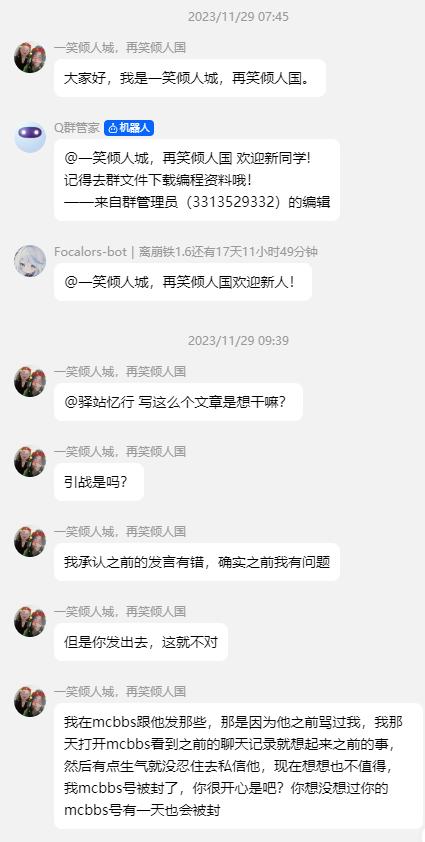 2023/11/29 07:45
一笑倾人城，再笑倾人国
大家好，我是一笑倾人城，再笑倾人国。
Q群管家 机器人
@一笑倾人城，再笑倾人国 欢迎新同学!
记得去群文件下载编程资料哦!
——来自群管理员（3313529332）的编辑
Focalors-bot | 离崩铁1.6还有17天11小时49分钟
@一笑倾人城，再笑倾人国欢迎新人！
2023/11/29 09:39
一笑倾人城，再笑倾人国
@驿站忆行 写这么个文章是想干嘛？
一笑倾人城，再笑倾人国
引战是吗？
一笑倾人城，再笑倾人国
我承认之前的发言有错，确实之前我有问题
一笑倾人城，再笑倾人国
但是你发出去，这就不对
一笑倾人城，再笑倾人国
我在mcbbs跟他发那些，那是因为他之前骂过我，我那
天打开mcbbs看到之前的聊天记录就想起来之前的事，
然后有点生气就没忍住去私信他，现在想想也不值得，
我mcbbs号被封了，你很开心是吧？你想没想过你的
mcbbs号有一天也会被封